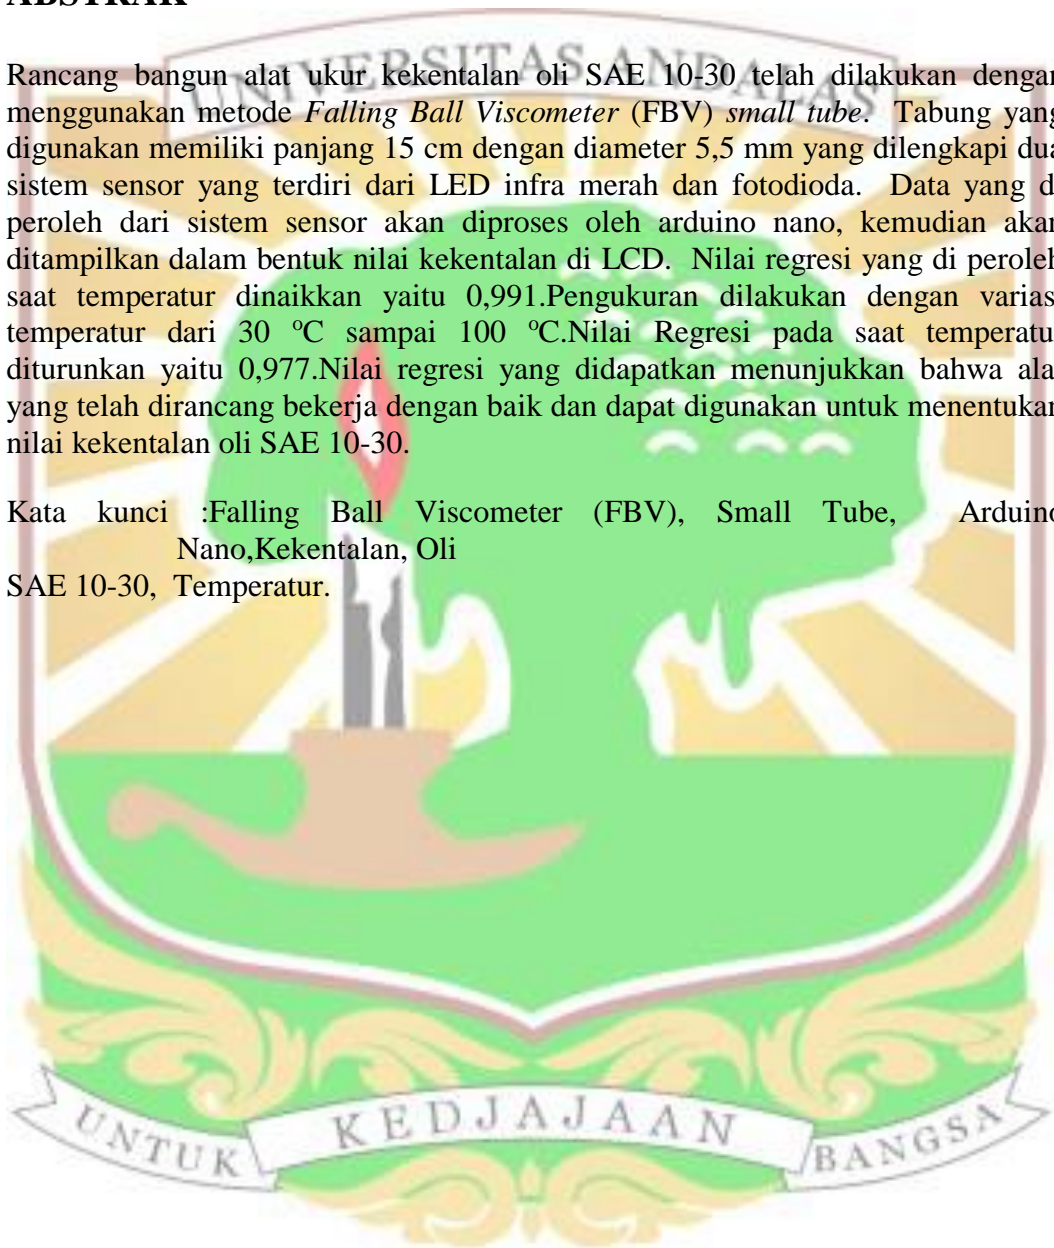 ABSTRAK
UNIVERSITAS ANDALAS
Rancang bangun alat ukur kekentalan oli SAE 10-30 telah dilakukan dengan
menggunakan metode Falling Ball Viscometer (FBV) small tube. Tabung yang
digunakan memiliki panjang 15 cm dengan diameter 5,5 mm yang dilengkapi dua
sistem sensor yang terdiri dari LED infra merah dan fotodioda. Data yang di
peroleh dari sistem sensor akan diproses oleh arduino nano, kemudian akan
ditampilkan dalam bentuk nilai kekentalan di LCD. Nilai regresi yang di peroleh
saat temperatur dinaikkan yaitu 0,991.Pengukuran dilakukan dengan varias
temperatur dari 30 °C sampai 100 °C.Nilai Regresi pada saat temperatu
diturunkan yaitu 0,977.Nilai regresi yang didapatkan menunjukkan bahwa ala
yang telah dirancang bekerja dengan baik dan dapat digunakan untuk menentukan
nilai kekentalan oli SAE 10-30.
Kata kunci :Falling Ball Viscometer (FBV), Small Tube, Arduino
Nano,Kekentalan, Oli
SAE 10-30, Temperatur.
UNTUK KEDJAJAAN BANGSA